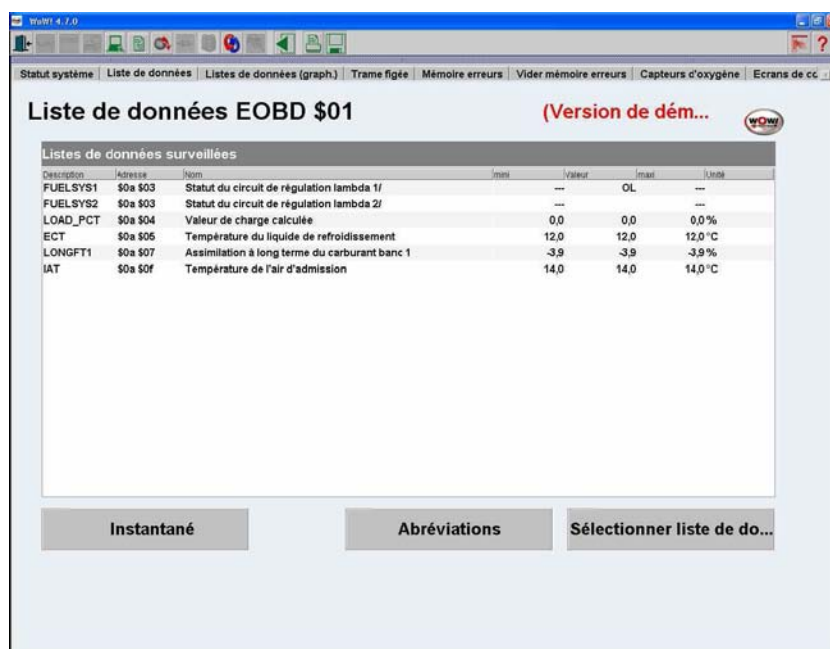 WoW! 4.7.0
?
Statut système Liste de données Listes de données (graph.) Trame figée Mémoire erreurs Vider mémoire erreurs Capteurs d'oxygène Ecrans de cc
Liste de données EOBD $01 (Version de dém...
WOW!
Listes de données surveillées
Description Adresse Nom mini Valeur maxi Unité
FUELSYS1 $0a $03 Statut du circuit de régulation lambda 1/ --- OL ---
FUELSYS2 $0a $03 Statut du circuit de régulation lambda 2/ --- ---
LOAD_PCT $0a $04 Valeur de charge calculée 0,0 0,0 0,0 %
ECT $0a $05 Température du liquide de refroidissement 12,0 12,0 12,0 °C
LONGFT1 $0a $07 Assimilation à long terme du carburant banc 1 -3,9 -3,9 -3,9 %
IAT $0a $0f Température de l'air d'admission 14,0 14,0 14,0 °C
Instantané Abréviations Sélectionner liste de do...